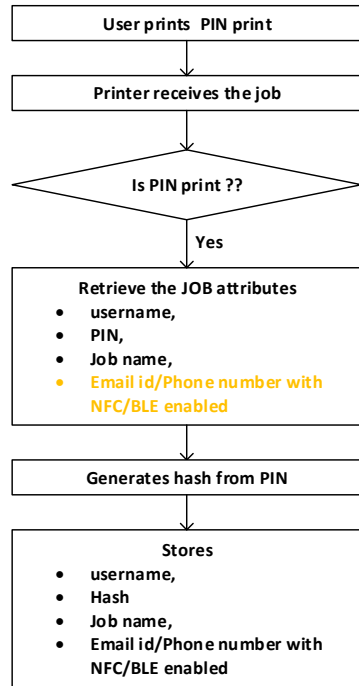 User prints PIN print
Printer receives the job
Is PIN print ??
Yes
Retrieve the JOB attributes
• username,
• PIN,
• Job name,
• Email id/Phone number with
NFC/BLE enabled
Generates hash from PIN
Stores
• username,
• Hash
• Job name,
• Email id/Phone number with
NFC/BLE enabled